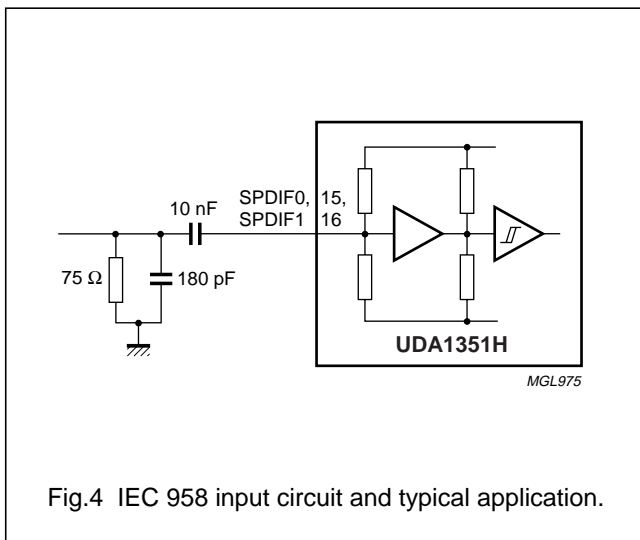 SPDIF0, 15,
10 nF SPDIF1 16
75 Ω 180 pF
UDA1351H
MGL975
Fig.4 IEC 958 input circuit and typical application.